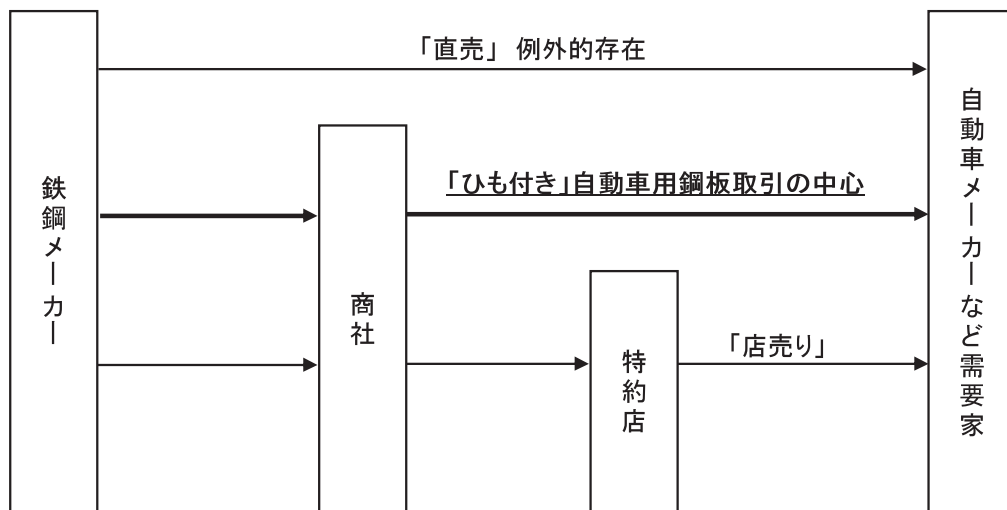 「直売」 例外的存在
鉄鋼メーカー
商社
「ひも付き」自動車用鋼板取引の中心
特約店
「店売り」
自動車メーカーなど需要家